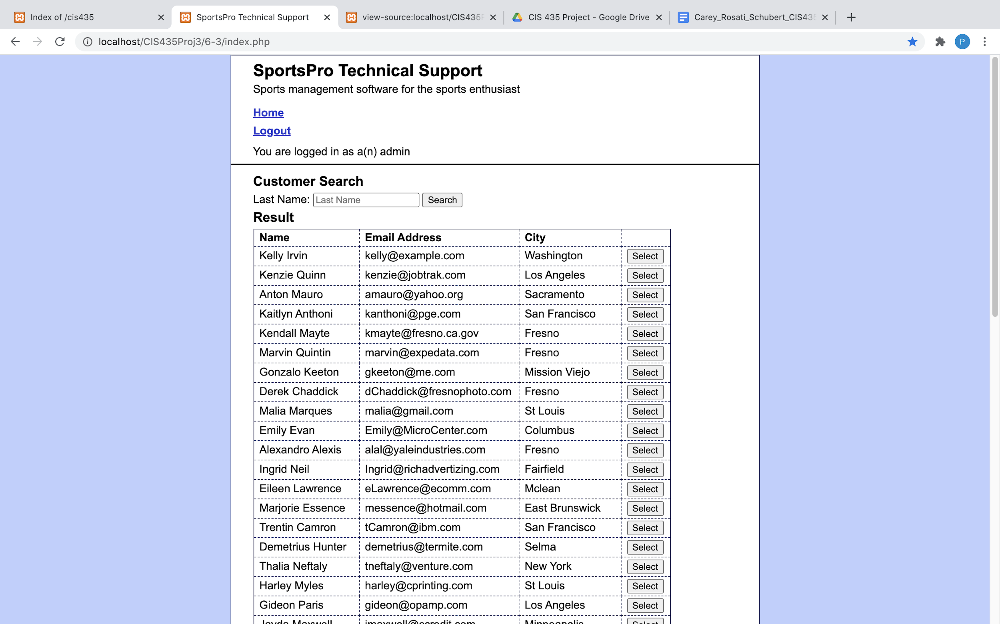 Index of /cis435
SportsPro Technical Support
view-source:localhost/CIS435P
CIS 435 Project - Google Drive
Carey_Rosati_Schubert_CIS435
localhost/CIS435Proj3/6-3/index.php
P
SportsPro Technical Support
Sports management software for the sports enthusiast
Home
Logout
You are logged in as a(n) admin
Customer Search
Last Name: Last Name Search
Result
Name Email Address City
Kelly Irvin kelly@example.com Washington Select
Kenzie Quinn kenzie@jobtrak.com Los Angeles Select
Anton Mauro amauro@yahoo.org Sacramento Select
Kaitlyn Anthoni kanthoni@pge.com San Francisco Select
Kendall Mayte kmayte@fresno.ca.gov Fresno Select
Marvin Quintin marvin@expedata.com Fresno Select
Gonzalo Keeton gkeeton@me.com Mission Viejo Select
Derek Chaddick dChaddick@fresnophoto.com Fresno Select
Malia Marques malia@gmail.com St Louis Select
Emily Evan Emily@MicroCenter.com Columbus Select
Alexandro Alexis alal@yaleindustries.com Fresno Select
Ingrid Neil Ingrid@richadvertizing.com Fairfield Select
Eileen Lawrence eLawrence@ecomm.com Mclean Select
Marjorie Essence messence@hotmail.com East Brunswick Select
Trentin Camron tCamron@ibm.com San Francisco Select
Demetrius Hunter demetrius@termite.com Selma Select
Thalia Neftaly tneftaly@venture.com New York Select
Harley Myles harley@cprinting.com St Louis Select
Gideon Paris gideon@opamp.com Los Angeles Select
Jayda Maxwell jmaxwell@ccredit.com Minneapolis Select